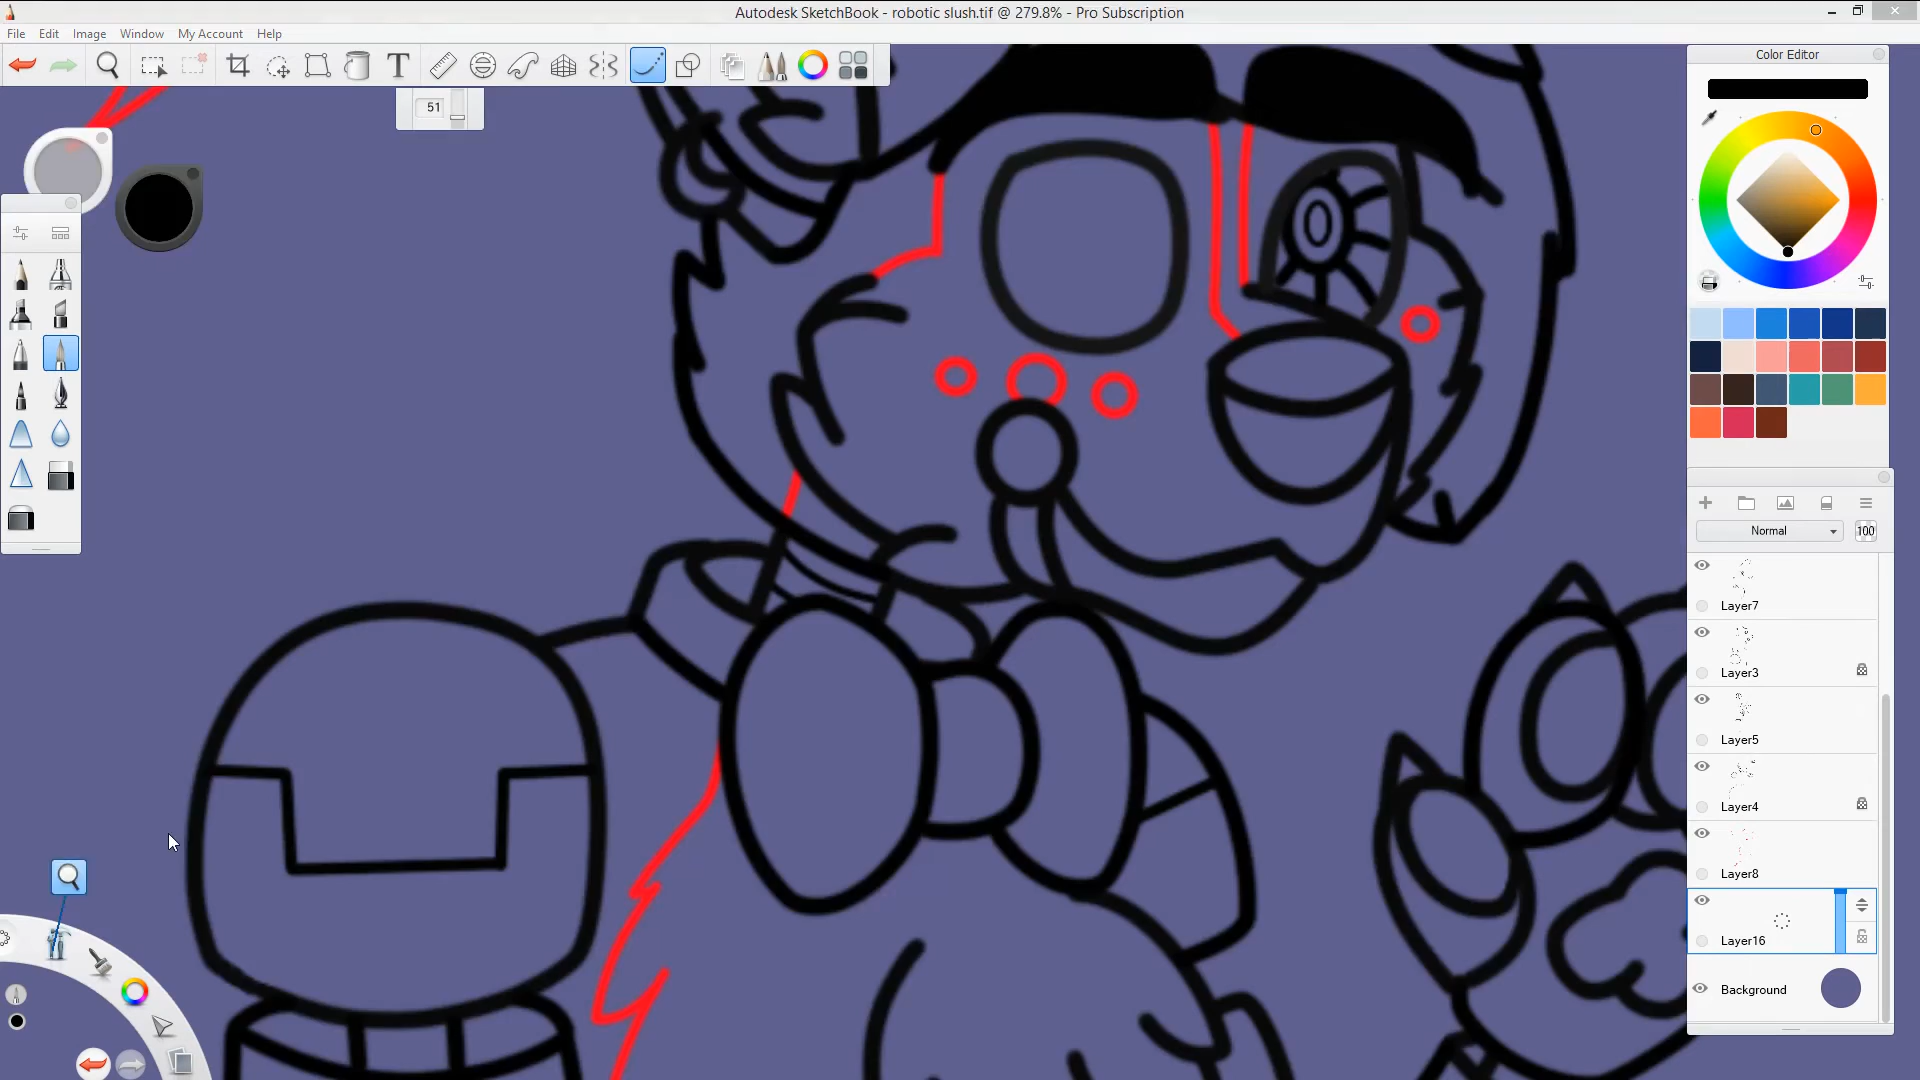 Autodesk SketchBook - robotic slush.tif @ 279.8% - Pro Subscription
File Edit Image Window My Account Help
T
51
Color Editor
Normal 100
Layer7
Layer3
Layer5
Layer4
Layer8
Layer16
Background